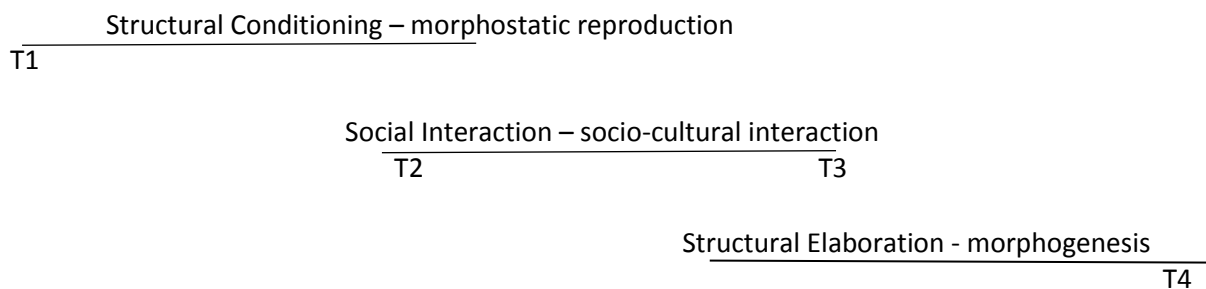 Structural Conditioning – morphostatic reproduction
T1
Social Interaction – socio-cultural interaction
T2 T3
Structural Elaboration - morphogenesis
T4